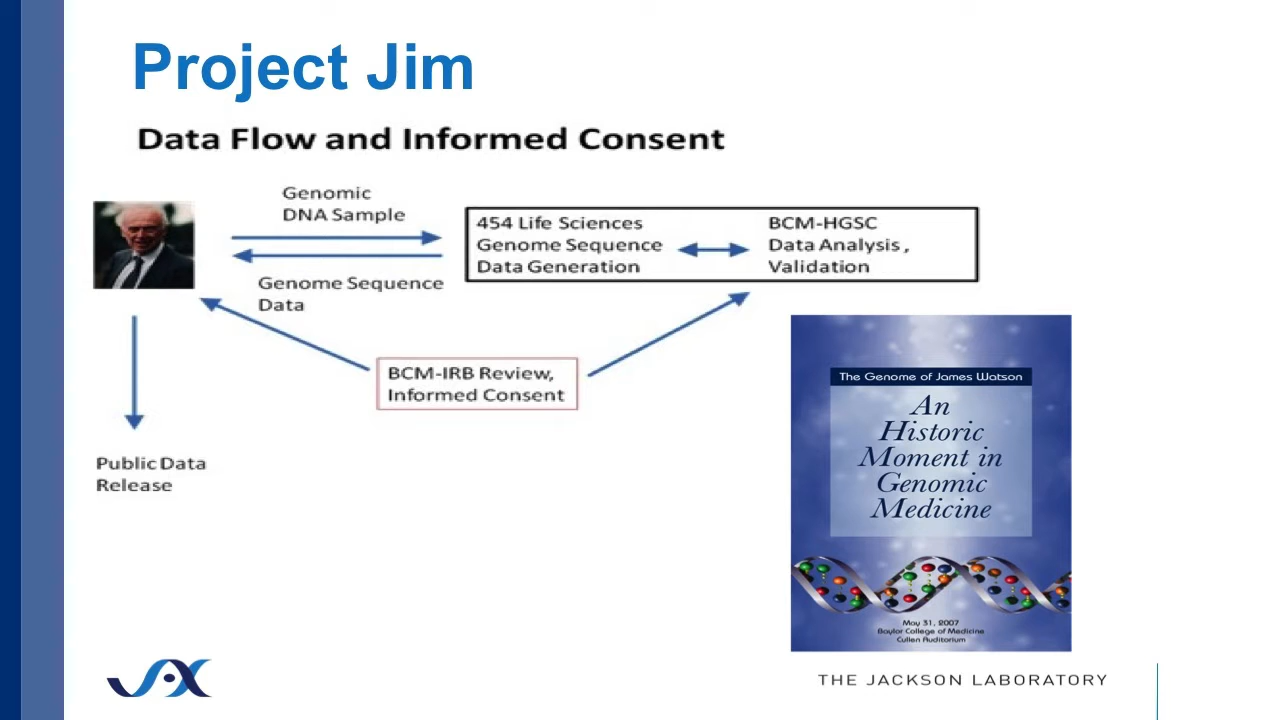 Project Jim
Data Flow and Informed Consent
Genomic
DNA Sample
454 Life Sciences
Genome Sequence
Data Generation
BCM-HGSC
Data Analysis ,
Validation
Genome Sequence
Data
BCM-IRB Review,
Informed Consent
Public Data
Release
The Genome of James Watson
An
Historic
Moment in
Genomic
Medicine
May 31, 2007
Baylor College of Medicine
Cullen Auditorium
JAX
THE JACKSON LABORATORY